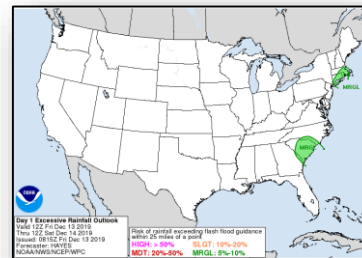 MRGL
MRGL
NOAA
Day 1 Excessive Rainfall Outlook
Valid 12Z Fri Dec 13 2019
Thru 12Z Sat Dec 14 2019
Issued: 0815Z Fri Dec 13 2019
Forecaster: HAYES
NOAA/NWS/NCEP/WPC
Risk of rainfall exceeding flash flood guidance
within 25 miles of a point
HIGH: > 50% SLGT: 10%-20%
MDT: 20%-50% MRGL: 5%-10%